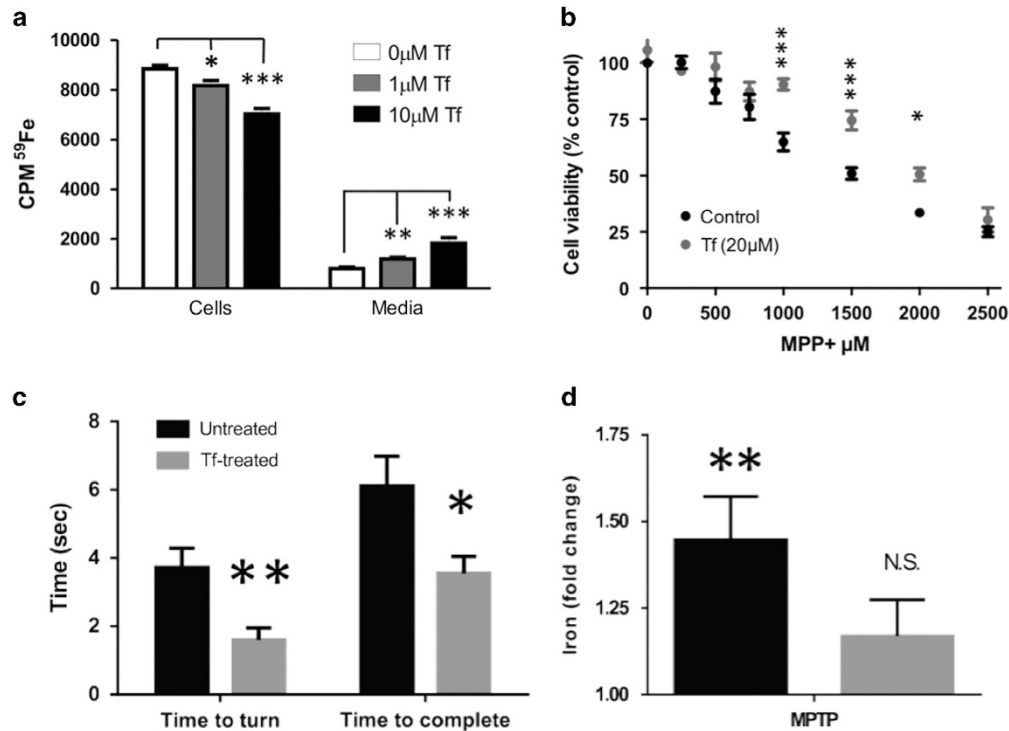 a
CPM ⁵⁹Fe
10000
8000
6000
4000
2000
0
* ***
** ***
0μM Tf
1μM Tf
10μM Tf
Cells Media
b
Cell viability (% control)
100
75
50
25
0
***
***
*
Control
Tf (20μM)
0 500 1000 1500 2000 2500
MPP+ μM
c
Time (sec)
8
6
4
2
0
Untreated
Tf-treated
**
*
Time to turn Time to complete
d
Iron (fold change)
1.75
1.50
1.25
1.00
**
N.S.
MPTP